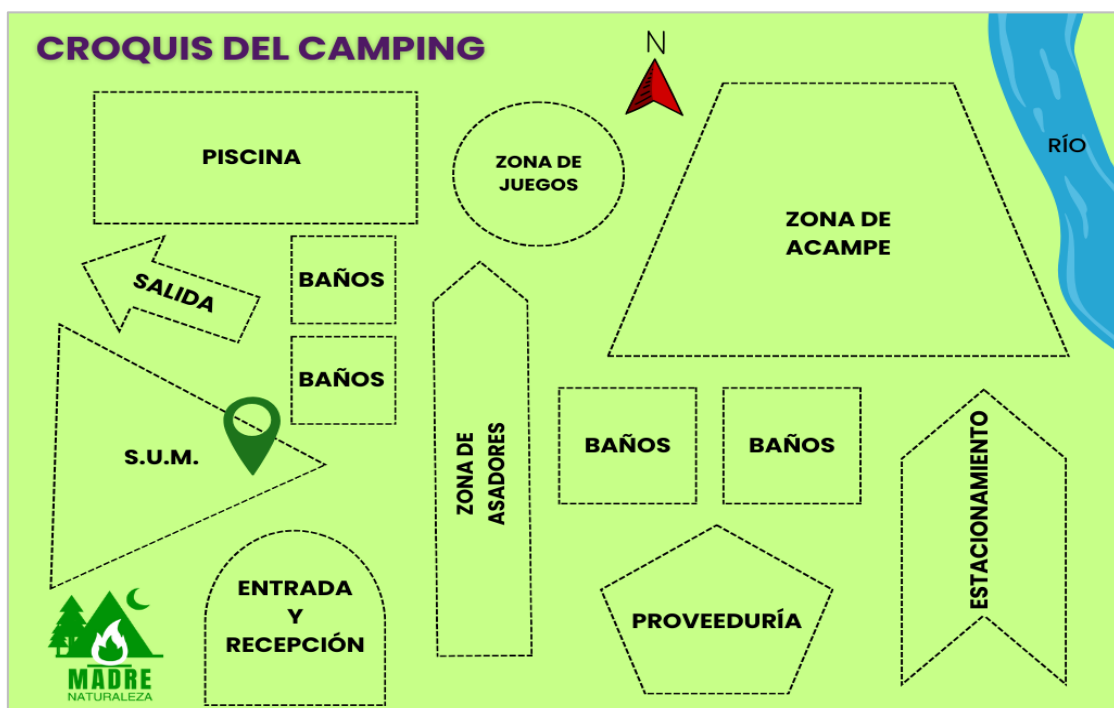 CROQUIS DEL CAMPING
N
PISCINA
ZONA DE
JUEGOS
RÍO
ZONA DE
ACAMPE
SALIDA
BAÑOS
BAÑOS
S.U.M.
ZONA DE
ASADORES
BAÑOS
BAÑOS
ESTACIONAMIENTO
ENTRADA
Y
RECEPCIÓN
PROVEEDURÍA
MADRE
NATURALEZA